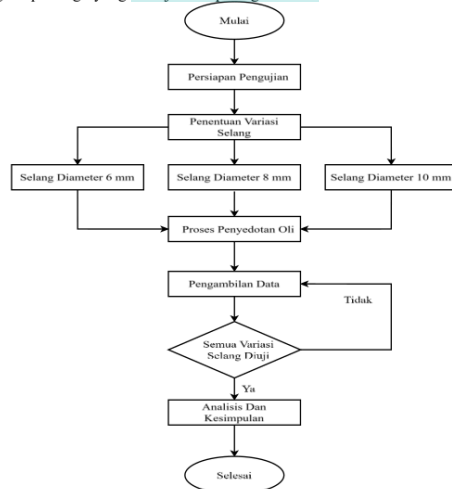 Mulai
Persiapan Pengujian
Penentuan Variasi
Selang
Selang Diameter 6 mm
Selang Diameter 8 mm
Selang Diameter 10 mm
Proses Penyedotan Oli
Pengambilan Data
Tidak
Semua Variasi
Selang Diuji
Ya
Analisis Dan
Kesimpulan
Selesai